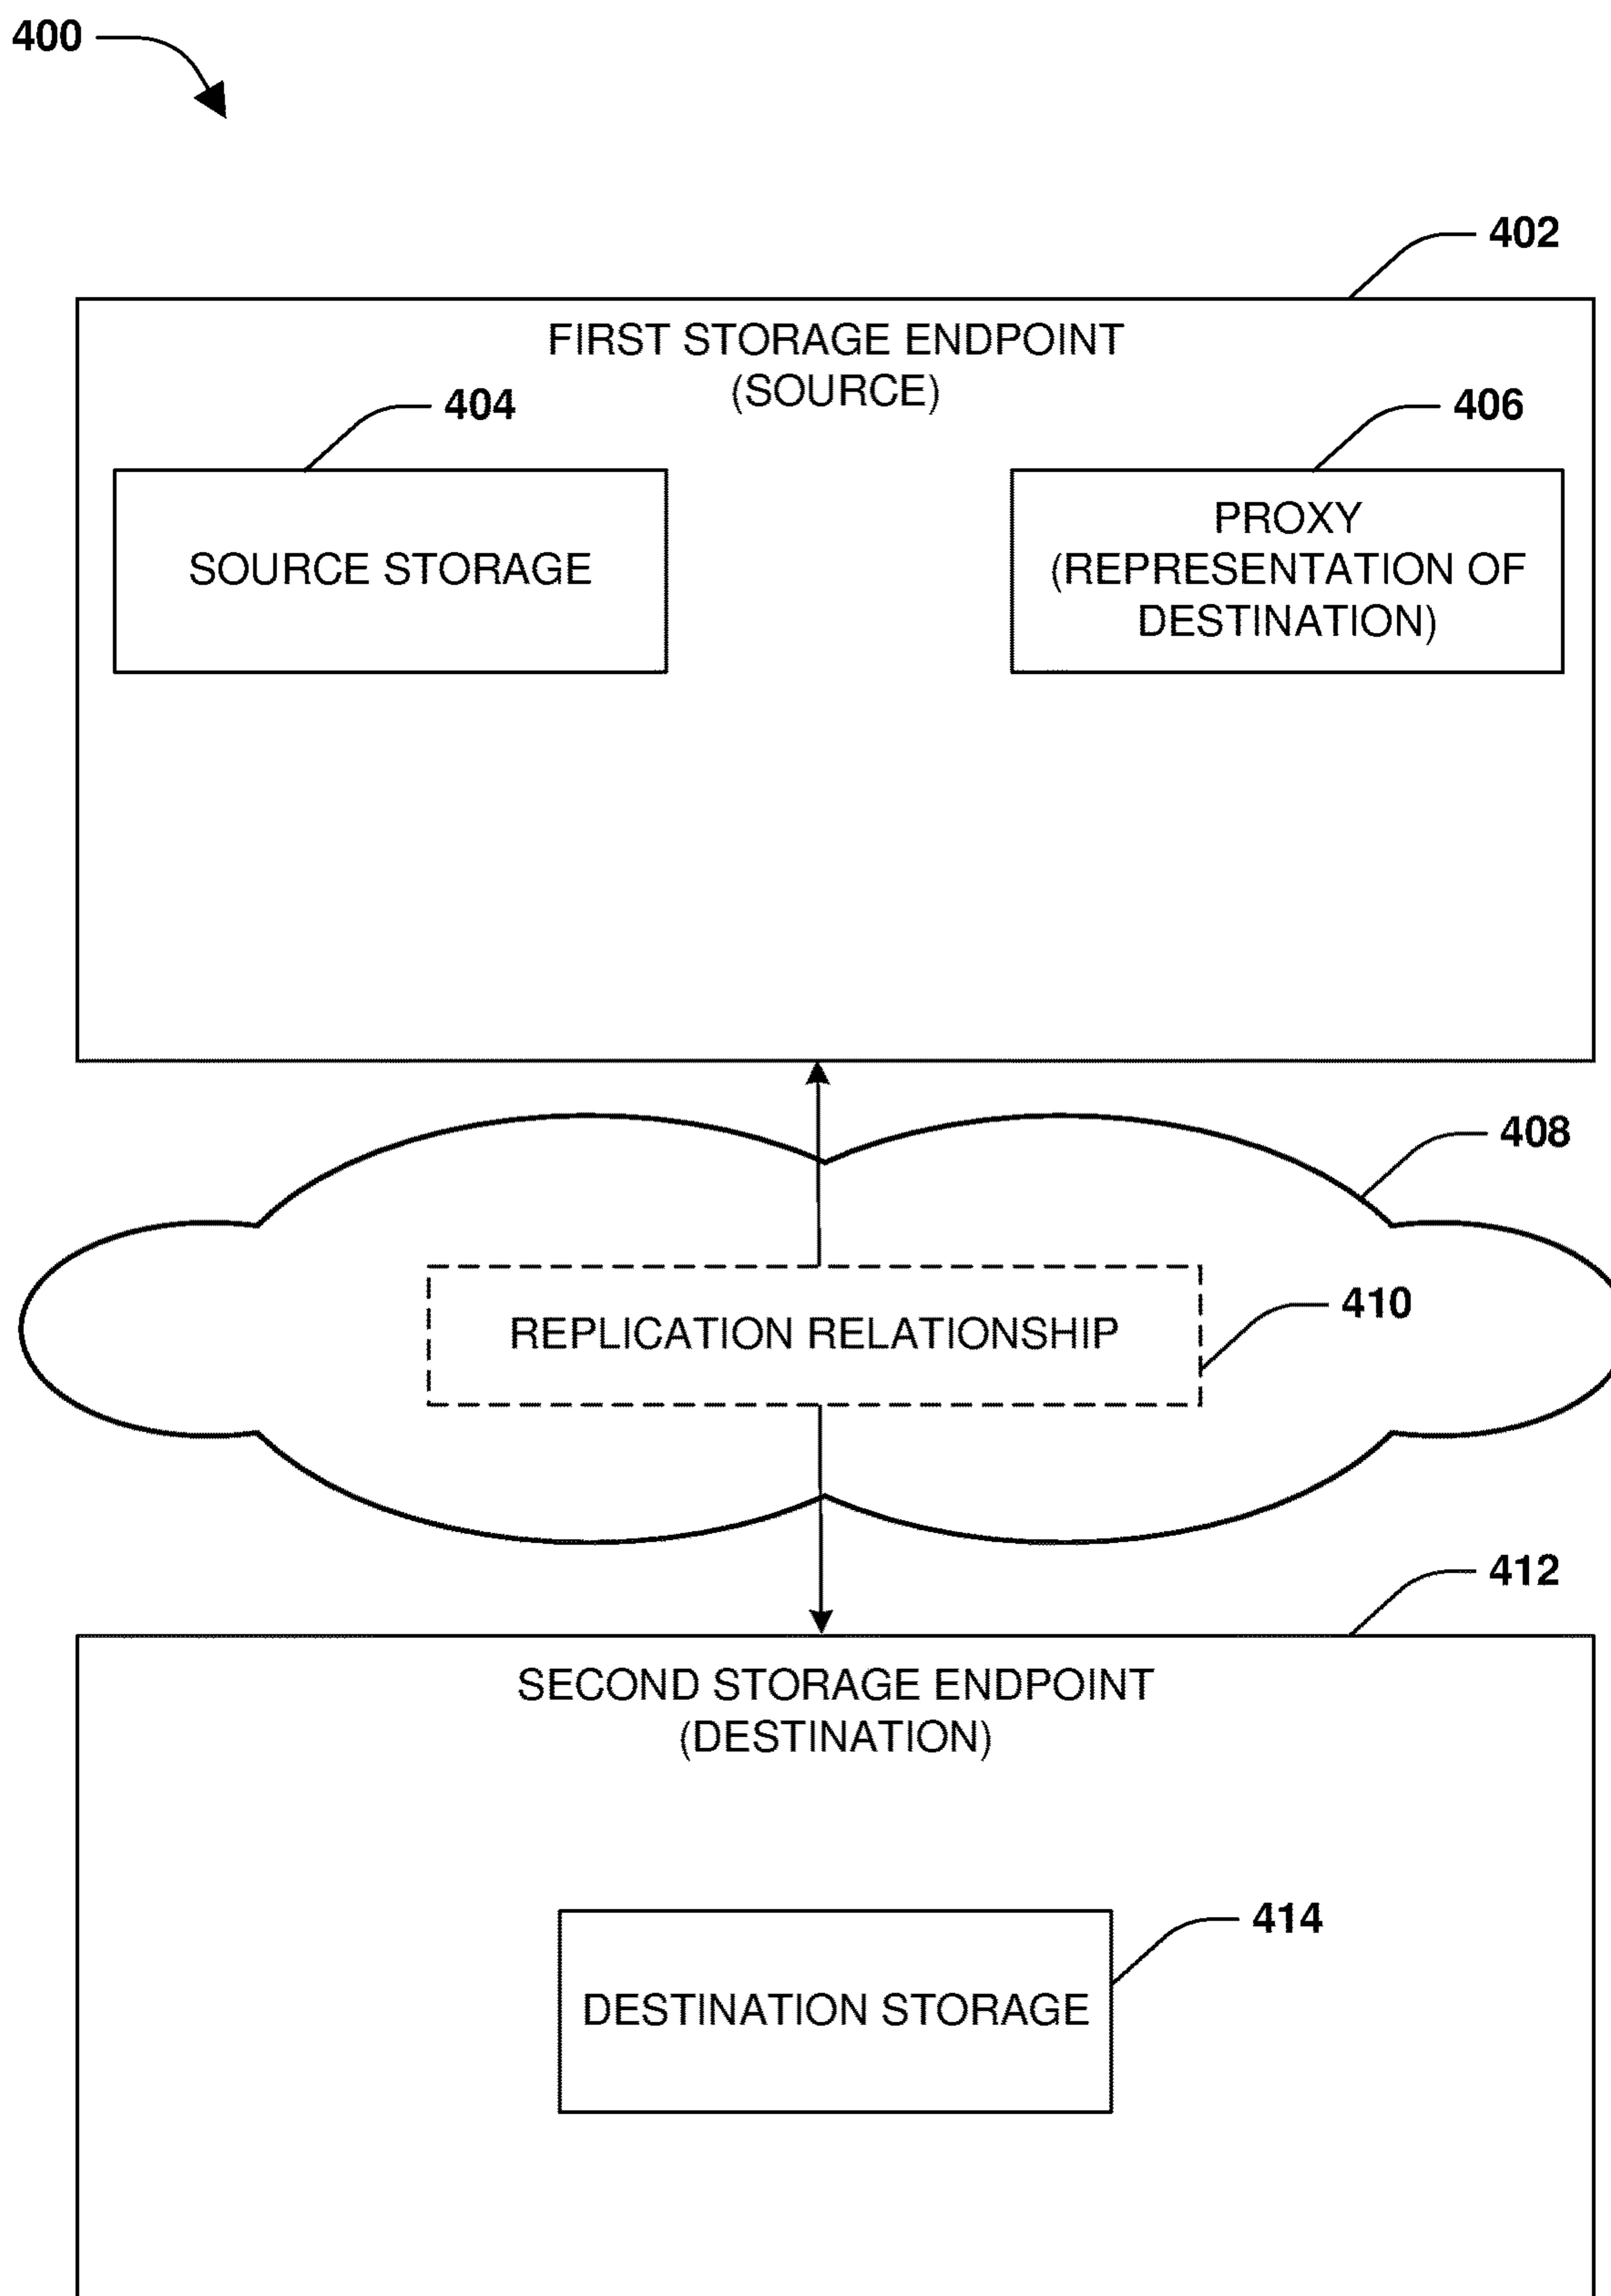 400
402
FIRST STORAGE ENDPOINT
(SOURCE)
404
406
SOURCE STORAGE
PROXY
(REPRESENTATION OF
DESTINATION)
408
REPLICATION RELATIONSHIP
410
412
SECOND STORAGE ENDPOINT
(DESTINATION)
414
DESTINATION STORAGE